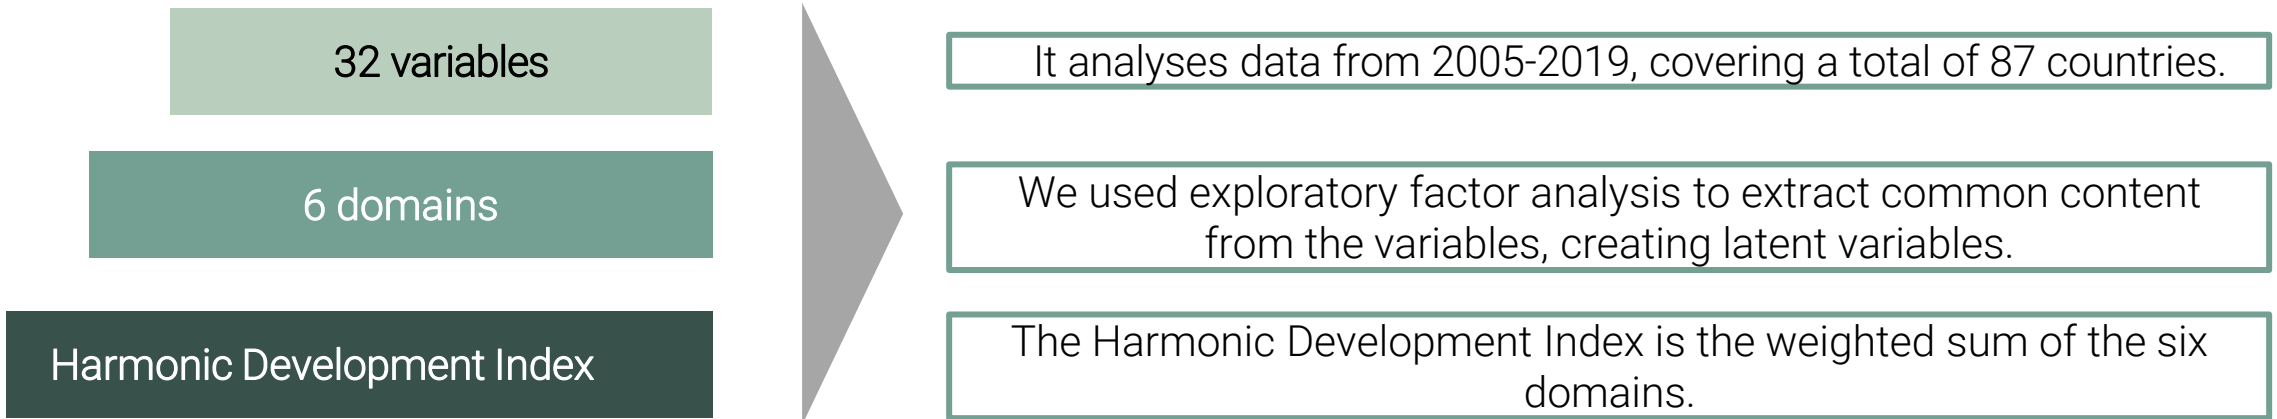 32 variables
It analyses data from 2005-2019, covering a total of 87 countries.
6 domains
We used exploratory factor analysis to extract common content
from the variables, creating latent variables.
Harmonic Development Index
The Harmonic Development Index is the weighted sum of the six
domains.